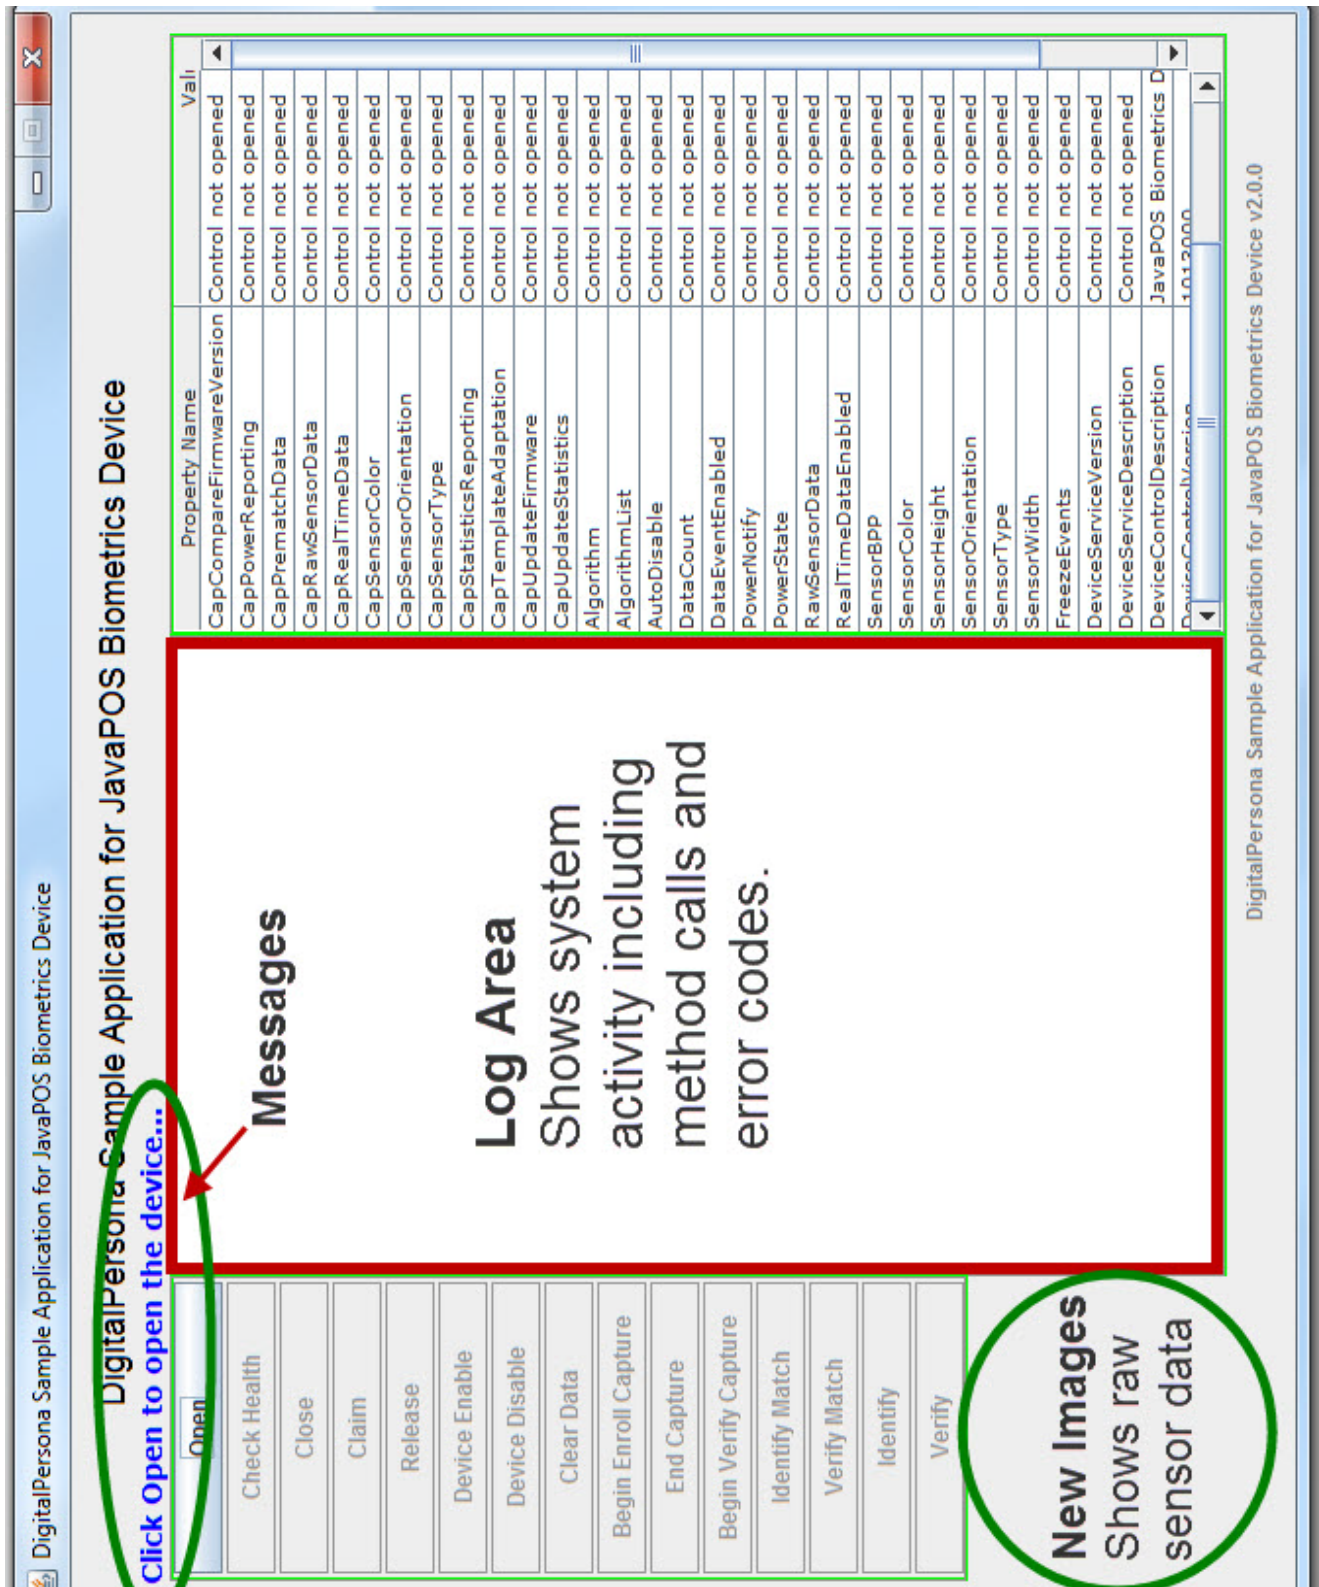 DigitalPersona Sample Application for JavaPOS Biometrics Device
DigitalPersona Sample Application for JavaPOS Biometrics Device
Click Open to open the device...
Open
Check Health
Close
Claim
Release
Device Enable
Device Disable
Clear Data
Begin Enroll Capture
End Capture
Begin Verify Capture
Identify Match
Verify Match
Identify
Verify
New Images
Shows raw
sensor data
Messages
Log Area
Shows system
activity including
method calls and
error codes.
Property Name Valu
CapCompareFirmwareVersion Control not opened
CapPowerReporting Control not opened
CapPrematchData Control not opened
CapRawSensorData Control not opened
CapRealTimeData Control not opened
CapSensorColor Control not opened
CapSensorOrientation Control not opened
CapSensorType Control not opened
CapStatisticsReporting Control not opened
CapTemplateAdaptation Control not opened
CapUpdateFirmware Control not opened
CapUpdateStatistics Control not opened
Algorithm Control not opened
AlgorithmList Control not opened
AutoDisable Control not opened
DataCount Control not opened
DataEventEnabled Control not opened
PowerNotify Control not opened
PowerState Control not opened
RawSensorData Control not opened
RealTimeDataEnabled Control not opened
SensorBPP Control not opened
SensorColor Control not opened
SensorHeight Control not opened
SensorOrientation Control not opened
SensorType Control not opened
SensorWidth Control not opened
FreezeEvents Control not opened
DeviceServiceVersion Control not opened
DeviceServiceDescription Control not opened
DeviceControlDescription JavaPOS Biometrics D
DeviceControlVersion 1013000
DigitalPersona Sample Application for JavaPOS Biometrics Device v2.0.0